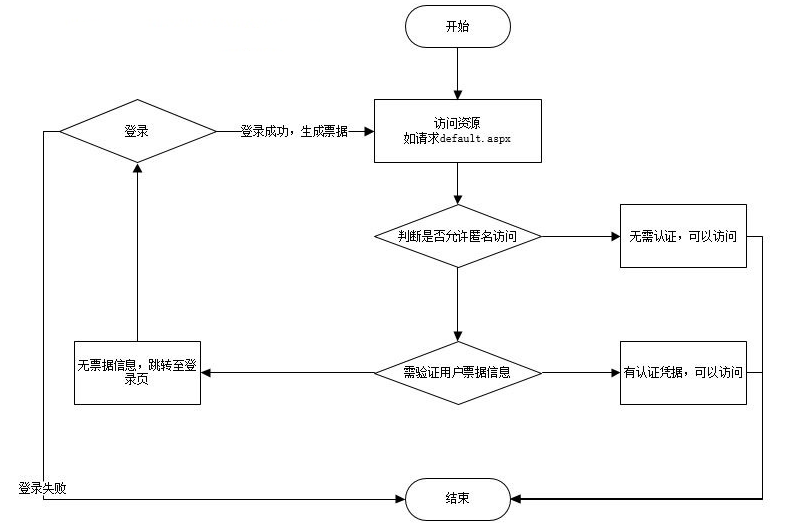 开始
登录
登录成功，生成票据
访问资源
如请求default.aspx
判断是否允许匿名访问
无需认证，可以访问
无票据信息，跳转至登
录页
需验证用户票据信息
有认证凭据，可以访问
登录失败
结束